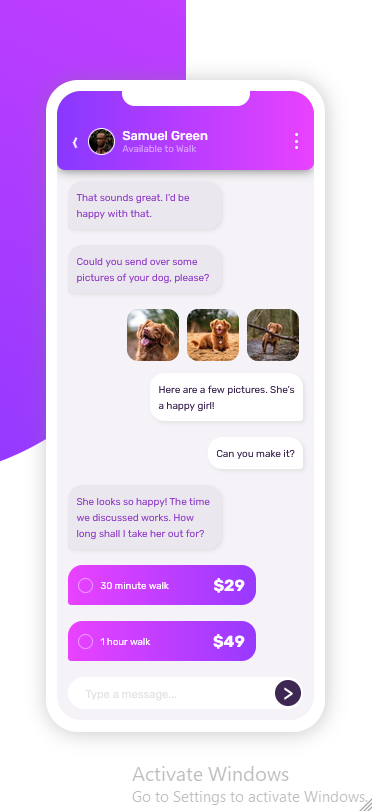 Samuel Green
Available to Walk
That sounds great. I'd be
happy with that.
Could you send over some
pictures of your dog, please?
Here are a few pictures. She's
a happy girl!
Can you make it?
She looks so happy! The time
we discussed works. How
long shall I take her out for?
30 minute walk $29
1 hour walk $49
Type a message...
Activate Windows
Go to Settings to activate Windows.